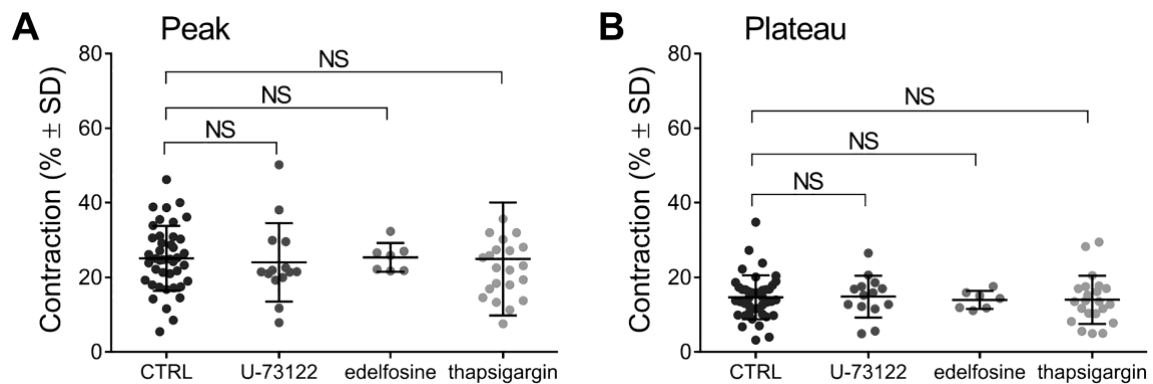 A
Peak
Contraction (% ± SD)
80
60
40
20
0
NS
NS
NS
CTRL
U-73122
edelfosine
thapsigargin
B
Plateau
Contraction (% ± SD)
80
60
40
20
0
NS
NS
NS
CTRL
U-73122
edelfosine
thapsigargin